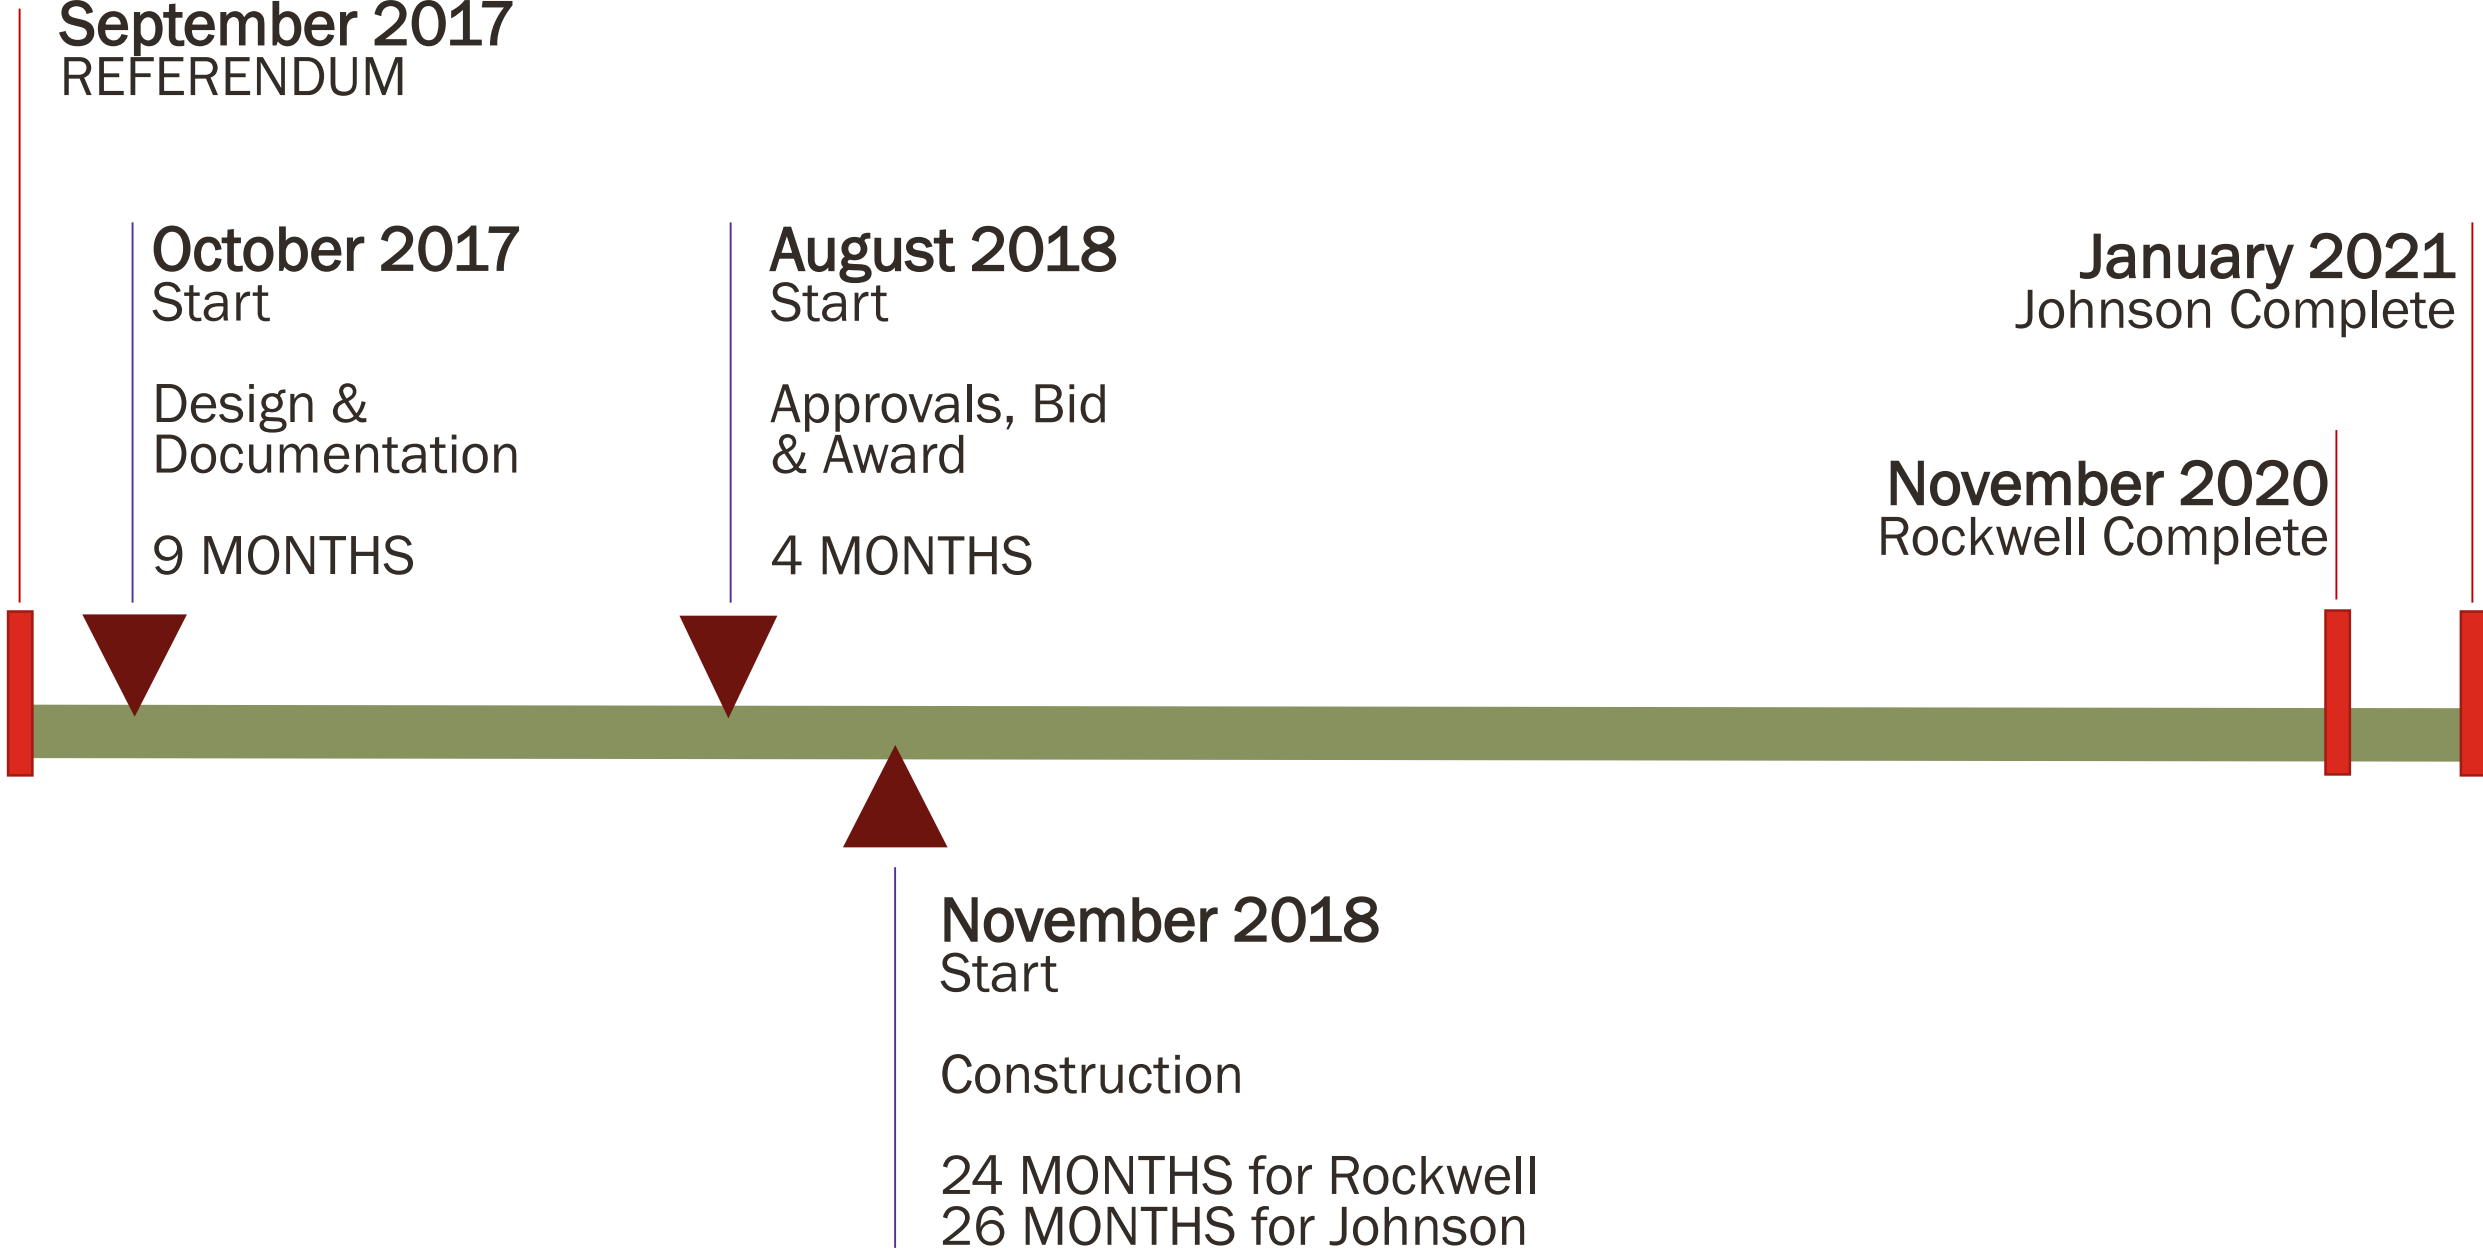 September 2017
REFERENDUM
October 2017
Start
Design &
Documentation
9 MONTHS
August 2018
Start
Approvals, Bid
& Award
4 MONTHS
January 2021
Johnson Complete
November 2020
Rockwell Complete
November 2018
Start
Construction
24 MONTHS for Rockwell
26 MONTHS for Johnson